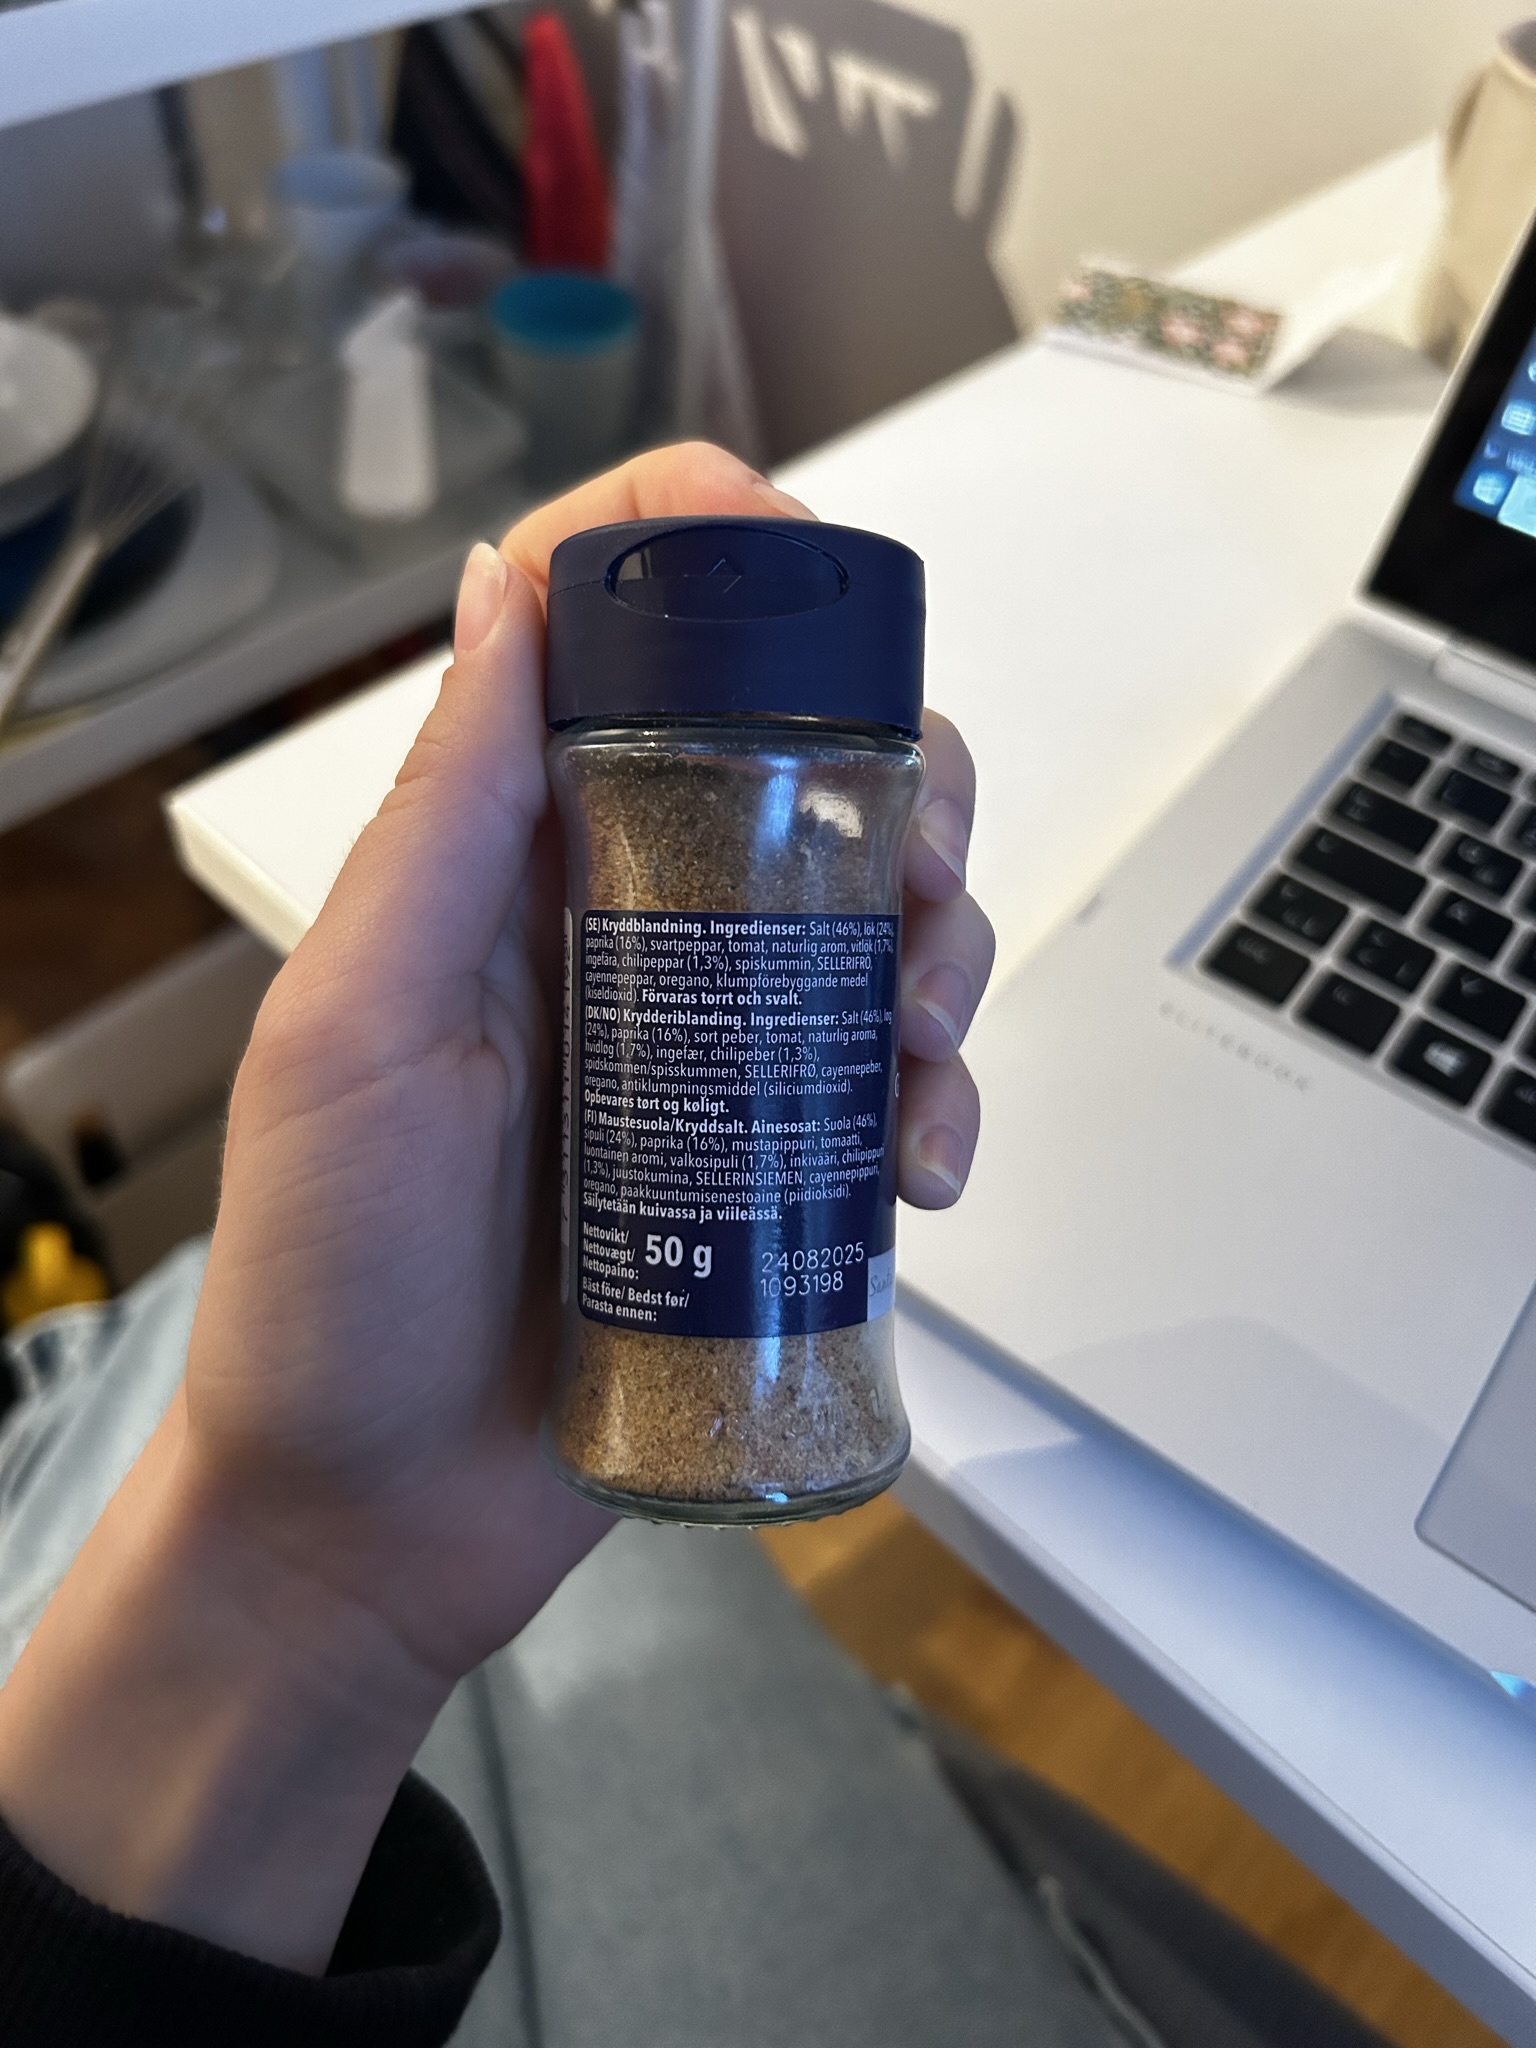 (SE) Kryddblandning. Ingredienser: Salt (46%), lök (24%),
paprika (16%), svartpeppar, tomat, naturlig arom, vitlök (1,7%),
ingefära, chilipeppar (1,3%), spiskummin, SELLERIFRÖ,
cayennepeppar, oregano, klumpförebyggande medel
(kiseldioxid). Förvaras torrt och svalt.
(DK/NO) Krydderiblanding. Ingredienser: Salt (46%), løg
(24%), paprika (16%), sort peber, tomat, naturlig aroma,
hvidløg (1,7%), ingefær, chilipeber (1,3%),
spidskommen/spisskummen, SELLERIFRØ, cayennepeber,
oregano, antiklumpningsmiddel (siliciumdioxid).
Opbevares tørt og køligt.
(FI) Maustesuola/Kryddsalt. Ainesosat: Suola (46%),
sipuli (24%), paprika (16%), mustapippuri, tomaatti,
luontainen aromi, valkosipuli (1,7%), inkivääri, chilipippuri
(1,3%), juustokumina, SELLERINSIEMEN, cayennepippuri,
oregano, paakkuuntumisenestoaine (piidioksidi).
Säilytetään kuivassa ja viileässä.
Nettovikt/
Nettovægt/
Nettopaino:
50 g
Bäst före/ Bedst før/
Parasta ennen:
24082025
1093198
ELITEBOOK